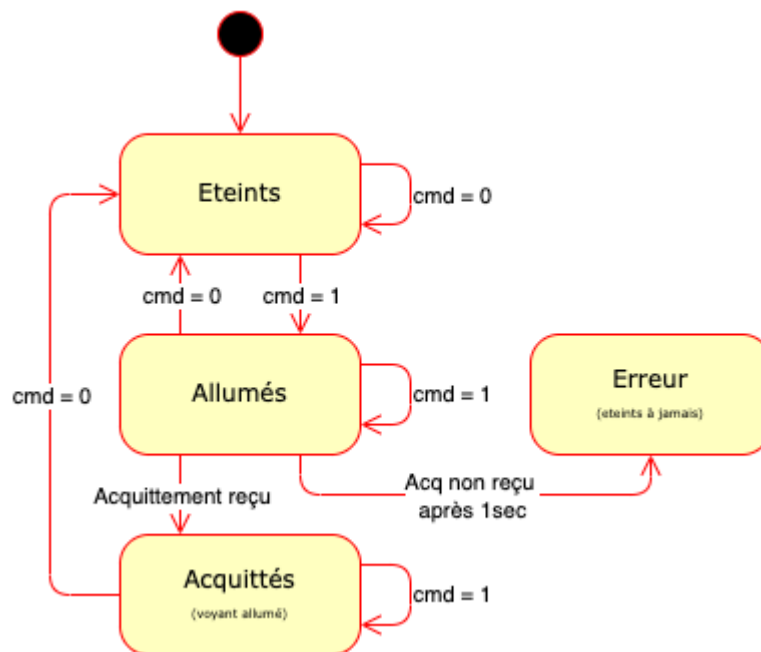 Eteints
cmd = 0
cmd = 0
cmd = 1
Allumés
Erreur
(eteints à jamais)
cmd = 0
cmd = 1
Acquittement reçu
Acq non reçu
après 1sec
Acquittés
(voyant allumé)
cmd = 1